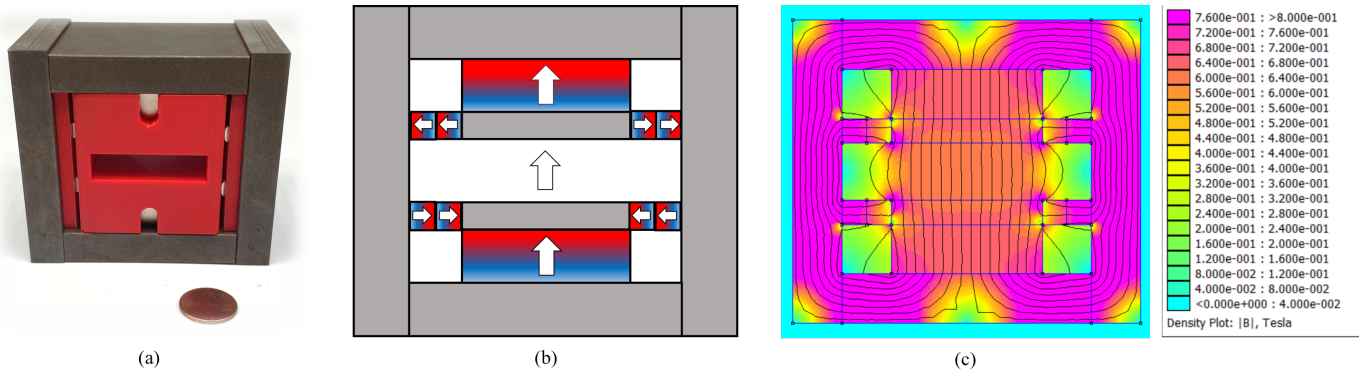 7.600e-001 : >8.000e-001
7.200e-001 : 7.600e-001
6.800e-001 : 7.200e-001
6.400e-001 : 6.800e-001
6.000e-001 : 6.400e-001
5.600e-001 : 6.000e-001
5.200e-001 : 5.600e-001
4.800e-001 : 5.200e-001
4.400e-001 : 4.800e-001
4.000e-001 : 4.400e-001
3.600e-001 : 4.000e-001
3.200e-001 : 3.600e-001
2.800e-001 : 3.200e-001
2.400e-001 : 2.800e-001
2.000e-001 : 2.400e-001
1.600e-001 : 2.000e-001
1.200e-001 : 1.600e-001
8.000e-002 : 1.200e-001
4.000e-002 : 8.000e-002
<0.000e+000 : 4.000e-002
Density Plot: |B|, Tesla
(a)
(b)
(c)